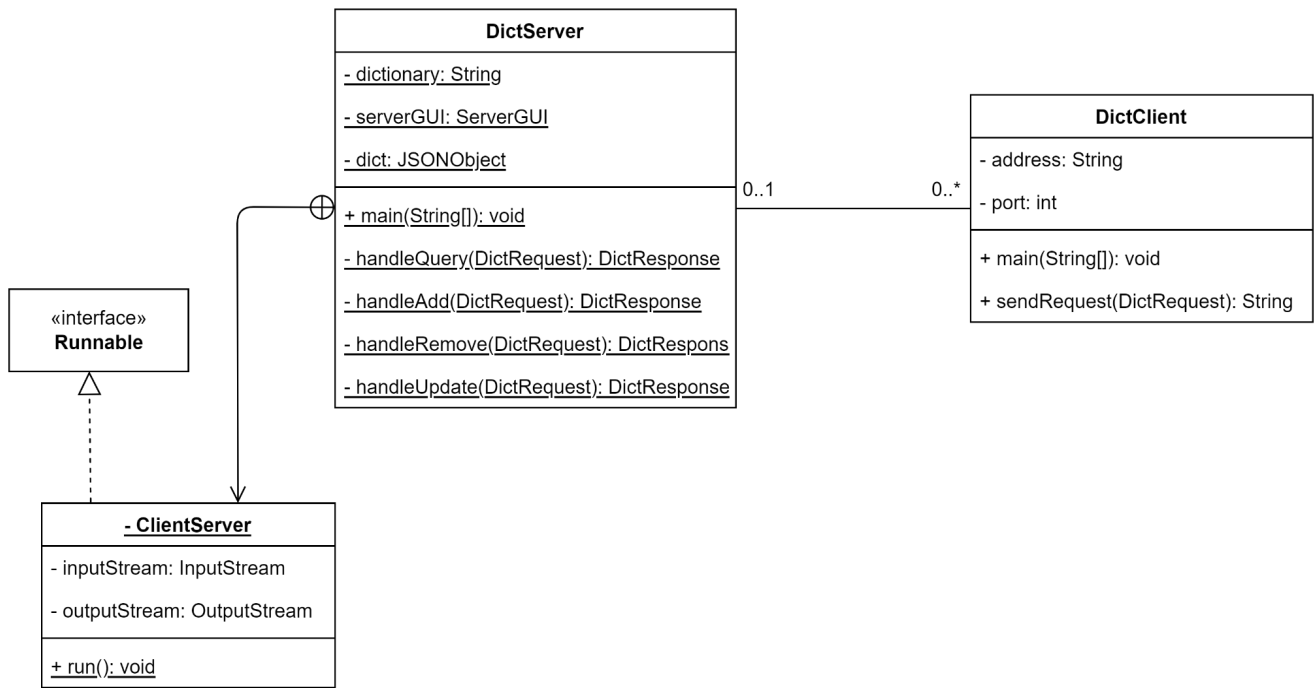 DictServer
- dictionary: String
- serverGUI: ServerGUI
- dict: JSONObject
+ main(String[]): void
- handleQuery(DictRequest): DictResponse
- handleAdd(DictRequest): DictResponse
- handleRemove(DictRequest): DictRespons
- handleUpdate(DictRequest): DictResponse
0..1
0..*
DictClient
- address: String
- port: int
+ main(String[]): void
+ sendRequest(DictRequest): String
«interface»
Runnable
- ClientServer
- inputStream: InputStream
- outputStream: OutputStream
+ run(): void